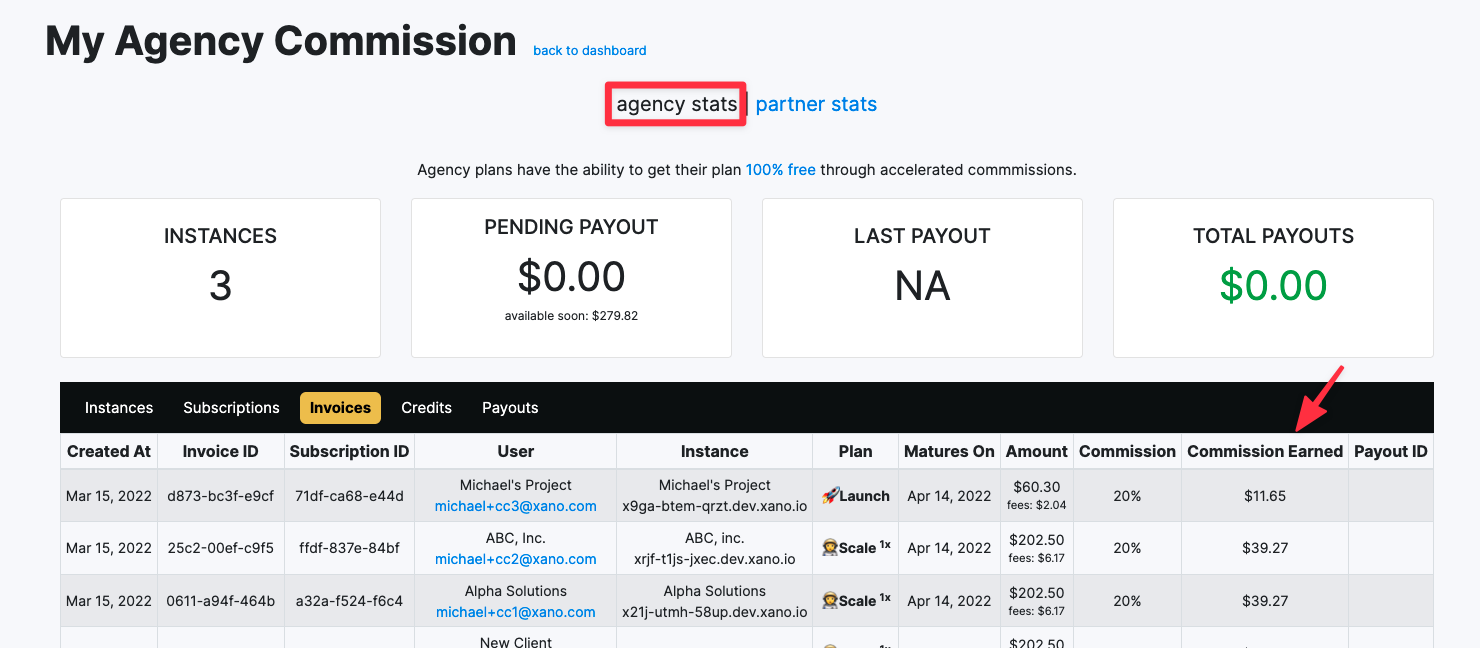 My Agency Commission back to dashboard
agency stats | partner stats
Agency plans have the ability to get their plan 100% free through accelerated commmissions.
INSTANCES
3
PENDING PAYOUT
$0.00
available soon: $279.82
LAST PAYOUT
NA
TOTAL PAYOUTS
$0.00
Instances Subscriptions Invoices Credits Payouts
Created At Invoice ID Subscription ID User Instance Plan Matures On Amount Commission Commission Earned Payout ID
Mar 15, 2022 d873-bc3f-e9cf 71df-ca68-e44d Michael's Project michael+cc3@xano.com Michael's Project x9ga-btem-qrzt.dev.xano.io 🚀Launch Apr 14, 2022 $60.30 fees: $2.04 20% $11.65
Mar 15, 2022 25c2-00ef-c9f5 ffdf-837e-84bf ABC, Inc. michael+cc2@xano.com ABC, inc. xrjf-t1js-jxec.dev.xano.io Scale 1x Apr 14, 2022 $202.50 fees: $6.17 20% $39.27
Mar 15, 2022 0611-a94f-464b a32a-f524-f6c4 Alpha Solutions michael+cc1@xano.com Alpha Solutions x21j-utmh-58up.dev.xano.io Scale 1x Apr 14, 2022 $202.50 fees: $6.17 20% $39.27
New Client $202.50